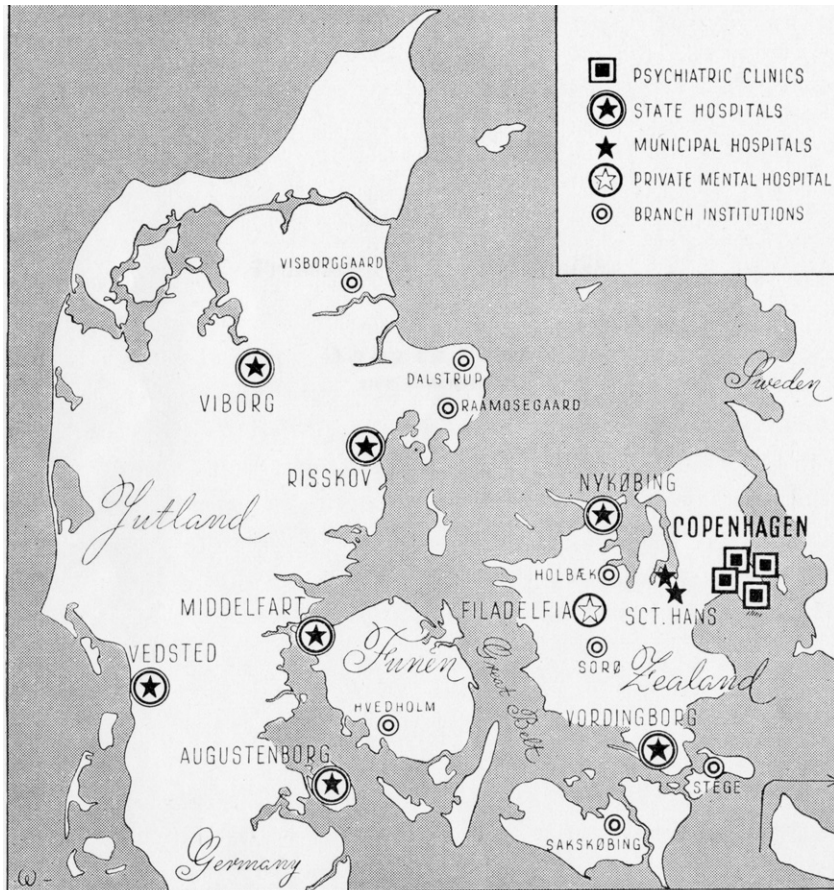 PSYCHIATRIC CLINICS
STATE HOSPITALS
MUNICIPAL HOSPITALS
PRIVATE MENTAL HOSPITAL
BRANCH INSTITUTIONS
VISBORGGAARD
DALSTRUP
Sweden
VIBORG
RAAMOSEGAARD
RISSKOV
NYKØBING
Jutland
COPENHAGEN
HOLBÆK
MIDDELFART
FILADELFIA
SCT. HANS
VEDSTED
Funen
Great Belt
SORØ
Zealand
HVEDHOLM
VORDINGBORG
AUGUSTENBORG
STEGE
SAKSKØBING
Germany
-W-